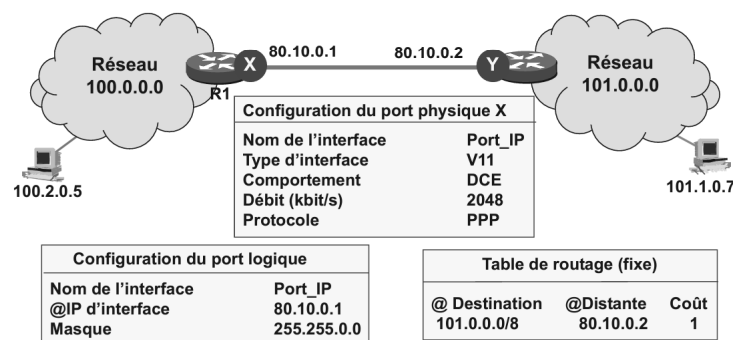 80.10.0.1
80.10.0.2
Réseau
100.0.0.0
X
Y
Réseau
101.0.0.0
R1
100.2.0.5
101.1.0.7
Configuration du port physique X
Nom de l'interface Port_IP
Type d'interface V11
Comportement DCE
Débit (kbit/s) 2048
Protocole PPP
Configuration du port logique
Nom de l'interface Port_IP
@IP d'interface 80.10.0.1
Masque 255.255.0.0
Table de routage (fixe)
@ Destination @Distante Coût
101.0.0.0/8 80.10.0.2 1